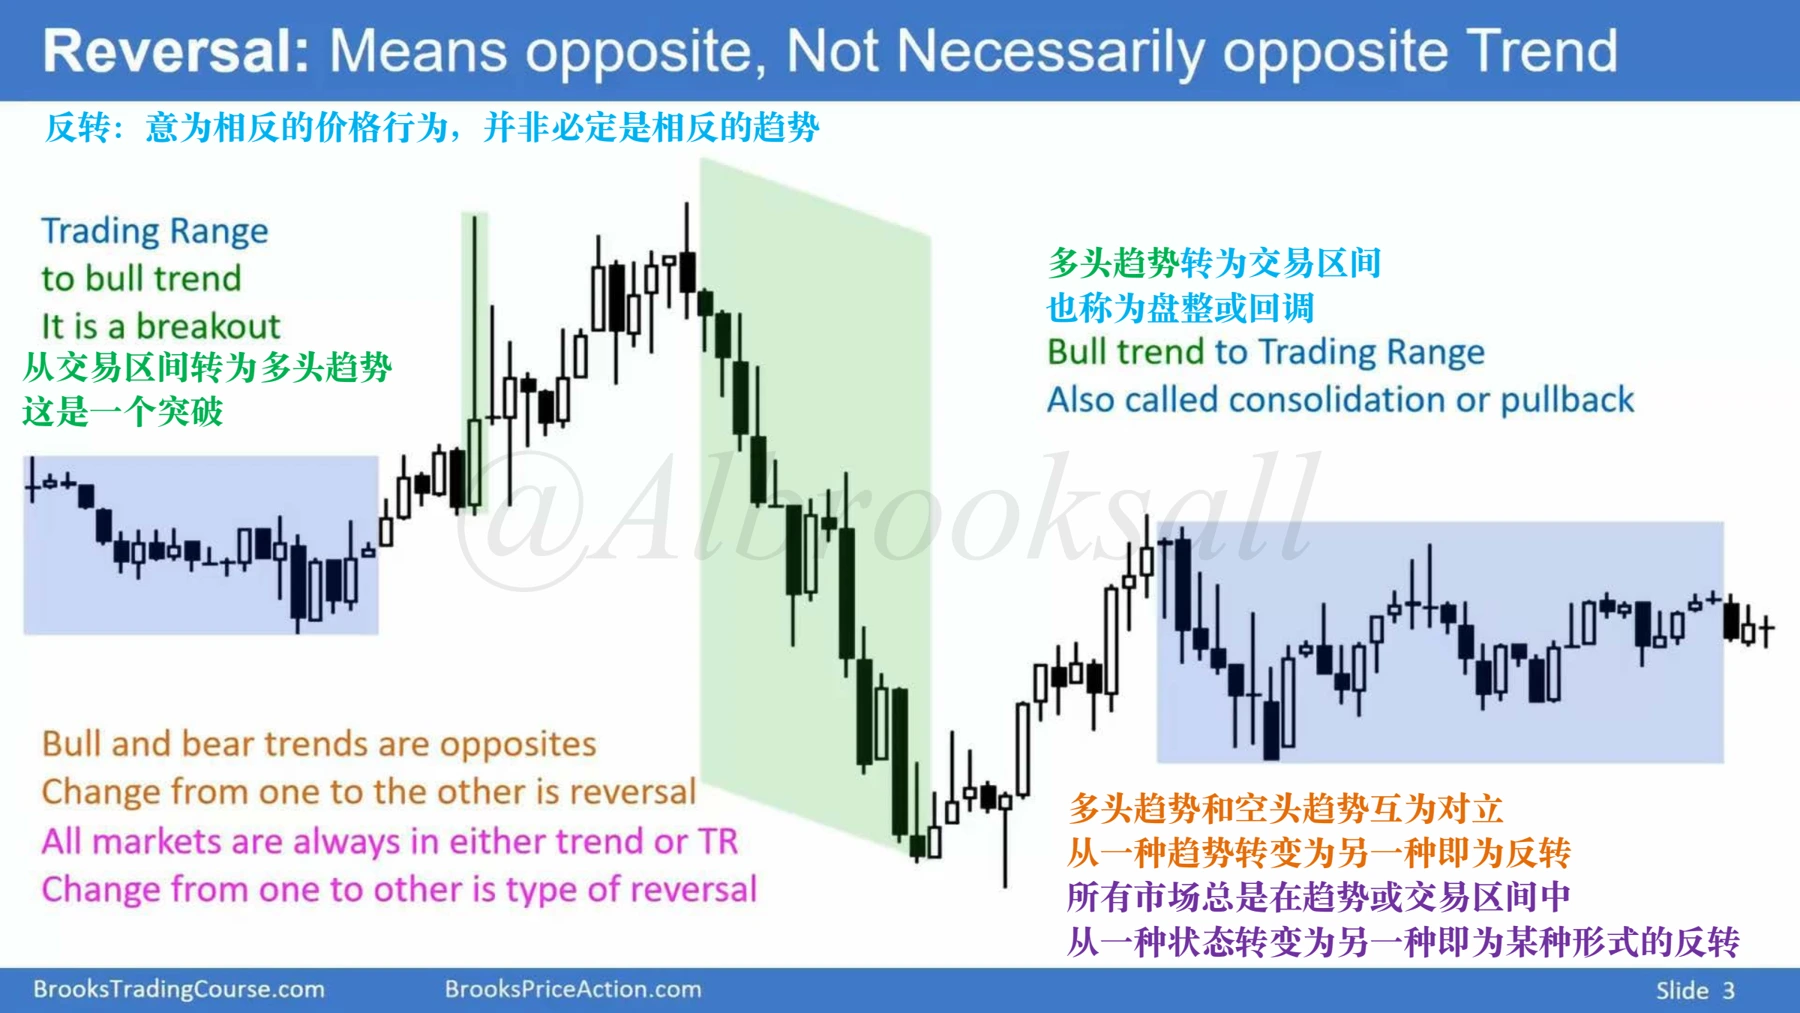 Reversal: Means opposite, Not Necessarily opposite Trend
反转：意为相反的价格行为，并非必定是相反的趋势
Trading Range
to bull trend
It is a breakout
从交易区间转为多头趋势
这是一个突破
多头趋势转为交易区间
也称为盘整或回调
Bull trend to Trading Range
Also called consolidation or pullback
@Albrooksall
Bull and bear trends are opposites
Change from one to the other is reversal
All markets are always in either trend or TR
Change from one to other is type of reversal
多头趋势和空头趋势互为对立
从一种趋势转变为另一种即为反转
所有市场总是在趋势或交易区间中
从一种状态转变为另一种即为某种形式的反转
BrooksTradingCourse.com
BrooksPriceAction.com
Slide 3